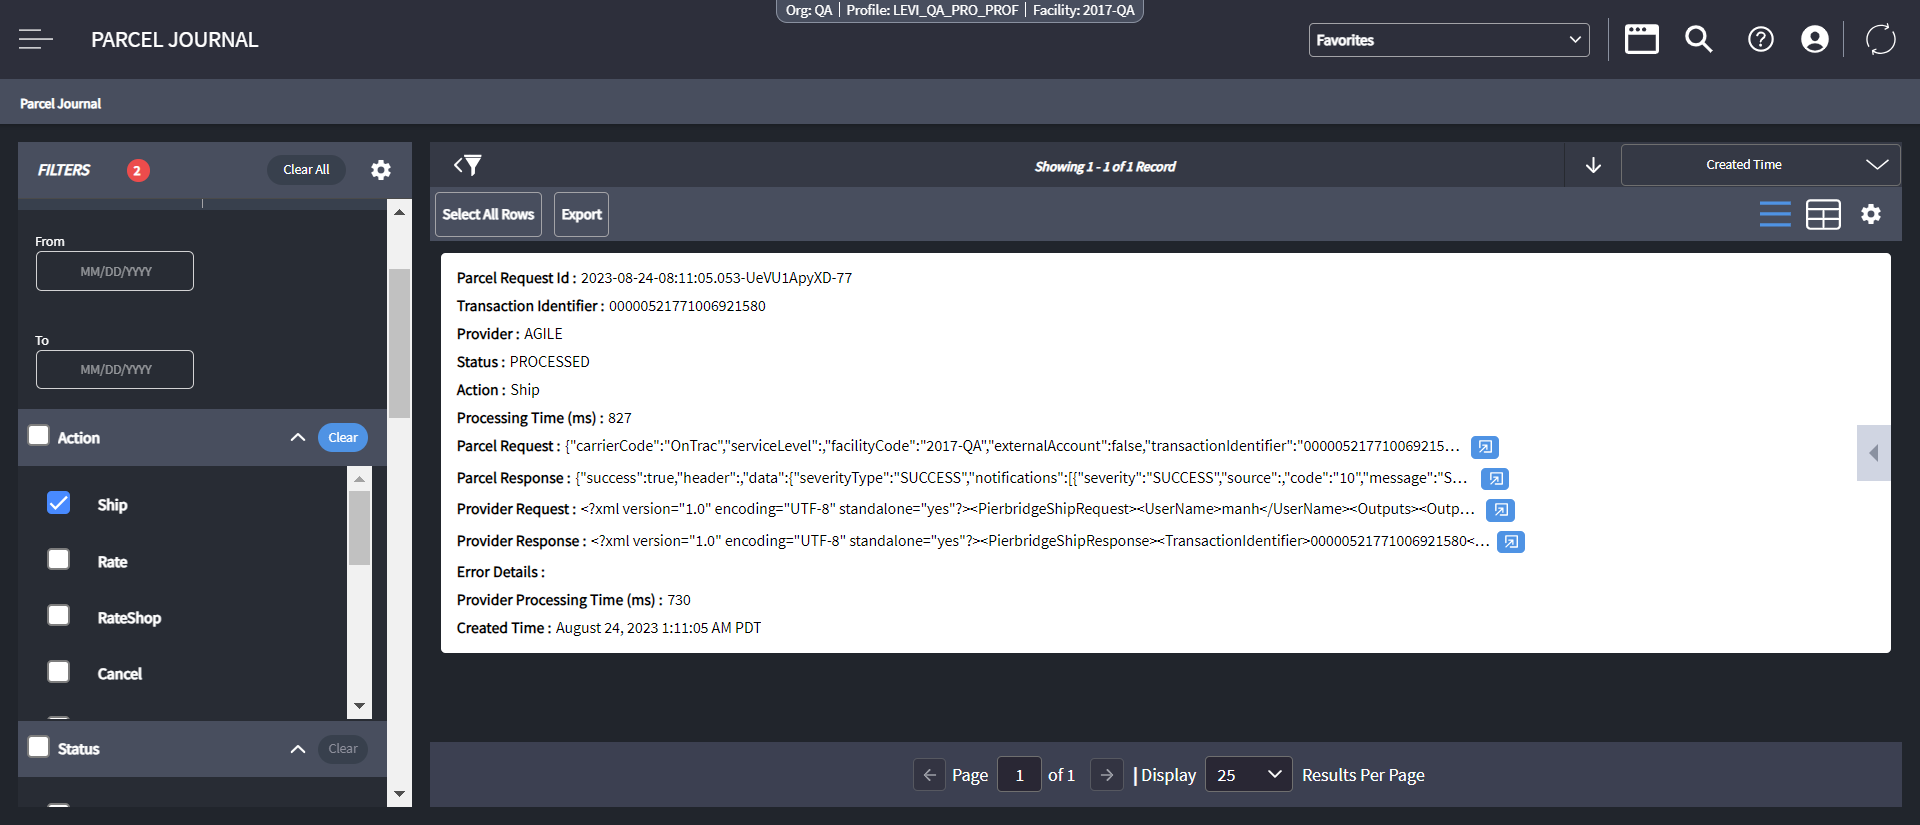 Org: QA | Profile: LEVI_QA_PRO_PROF | Facility: 2017-QA
PARCEL JOURNAL
Favorites
Parcel Journal
FILTERS 2 Clear All
From
MM/DD/YYYY
To
MM/DD/YYYY
Action Clear
Ship
Rate
RateShop
Cancel
Status Clear
Showing 1 - 1 of 1 Record
Created Time
Select All Rows Export
Parcel Request Id : 2023-08-24-08:11:05.053-UeVU1ApyXD-77
Transaction Identifier : 00000521771006921580
Provider : AGILE
Status : PROCESSED
Action : Ship
Processing Time (ms) : 827
Parcel Request : {"carrierCode":"OnTrac","serviceLevel":,"facilityCode":"2017-QA","externalAccount":false,"transactionIdentifier":"000005217710069215...
Parcel Response : {"success":true,"header":,"data":{"severityType":"SUCCESS","notifications":[{"severity":"SUCCESS","source":,"code":"10","message":"S...
Provider Request : <?xml version="1.0" encoding="UTF-8" standalone="yes"?><PierbridgeShipRequest><UserName>manh</UserName><Outputs><Outp...
Provider Response : <?xml version="1.0" encoding="UTF-8" standalone="yes"?><PierbridgeShipResponse><TransactionIdentifier>00000521771006921580<...
Error Details :
Provider Processing Time (ms) : 730
Created Time : August 24, 2023 1:11:05 AM PDT
Page 1 of 1 | Display 25 Results Per Page